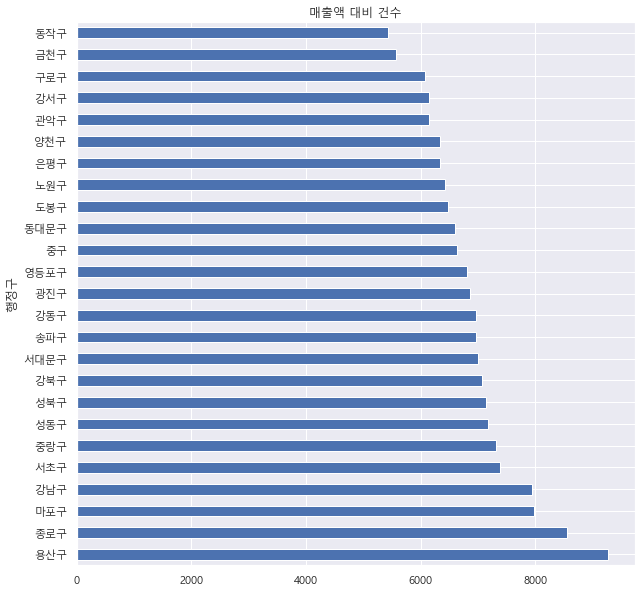 매출액 대비 건수
동작구
금천구
구로구
강서구
관악구
양천구
은평구
노원구
도봉구
동대문구
중구
영등포구
광진구
강동구
송파구
서대문구
강북구
성북구
성동구
중랑구
서초구
강남구
마포구
종로구
용산구
행정구
0 2000 4000 6000 8000